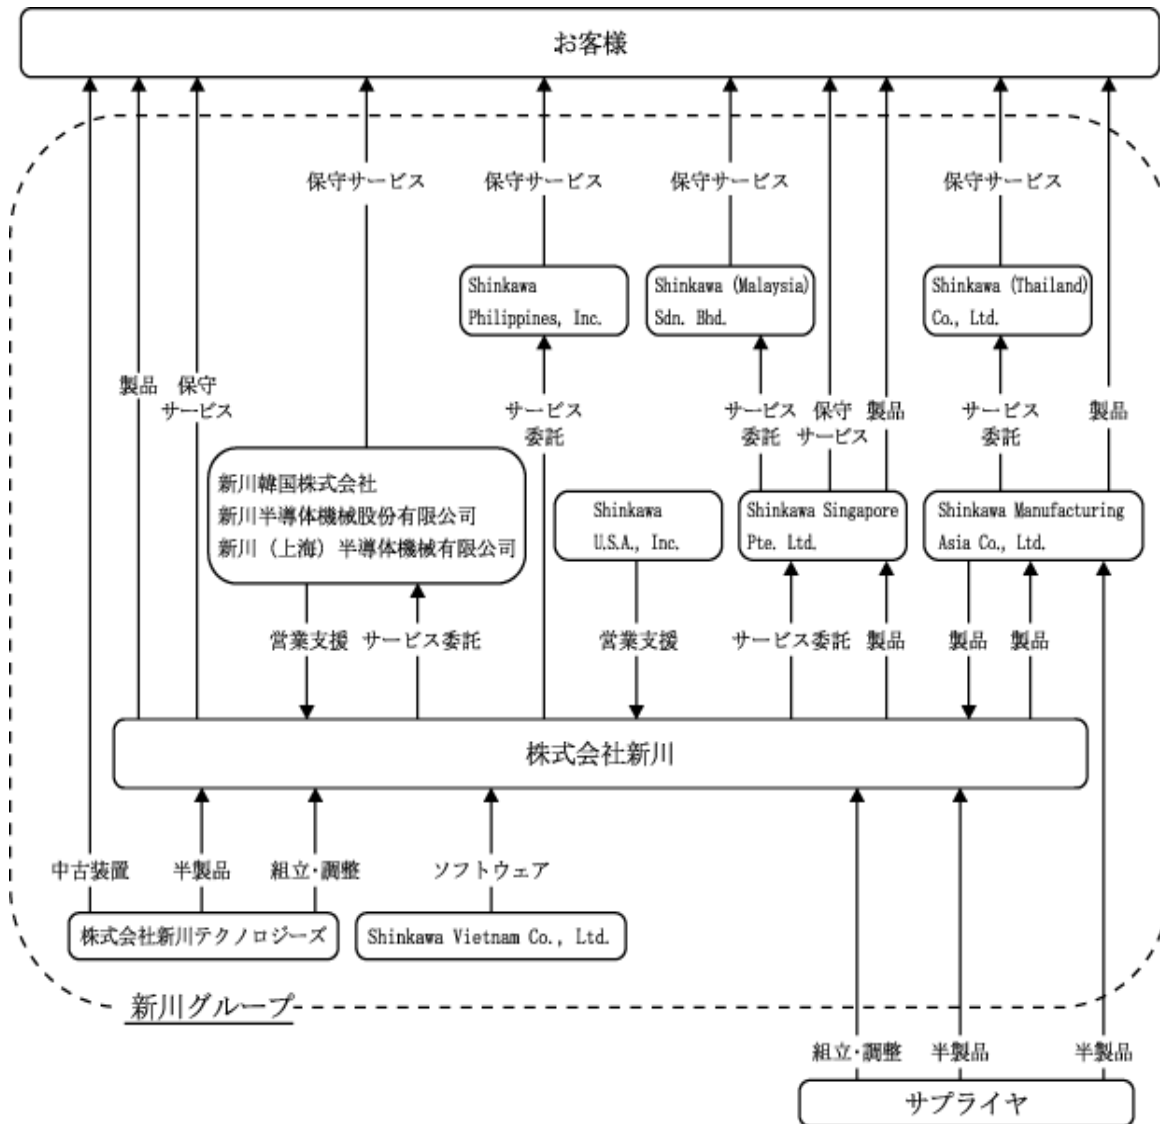 お客様
保守サービス
保守サービス
保守サービス
保守サービス
Shinkawa
Philippines, Inc.
Shinkawa (Malaysia)
Sdn. Bhd.
Shinkawa (Thailand)
Co., Ltd.
製品
保守
サービス
サービス
委託
サービス
委託
保守
サービス
製品
サービス
委託
製品
新川韓国株式会社
新川半導体機械股份有限公司
新川（上海）半導体機械有限公司
Shinkawa
U.S.A., Inc.
Shinkawa Singapore
Pte. Ltd.
Shinkawa Manufacturing
Asia Co., Ltd.
営業支援
サービス委託
営業支援
サービス委託
製品
製品
製品
株式会社新川
中古装置
半製品
組立・調整
ソフトウェア
株式会社新川テクノロジーズ
Shinkawa Vietnam Co., Ltd.
新川グループ
組立・調整
半製品
半製品
サプライヤ